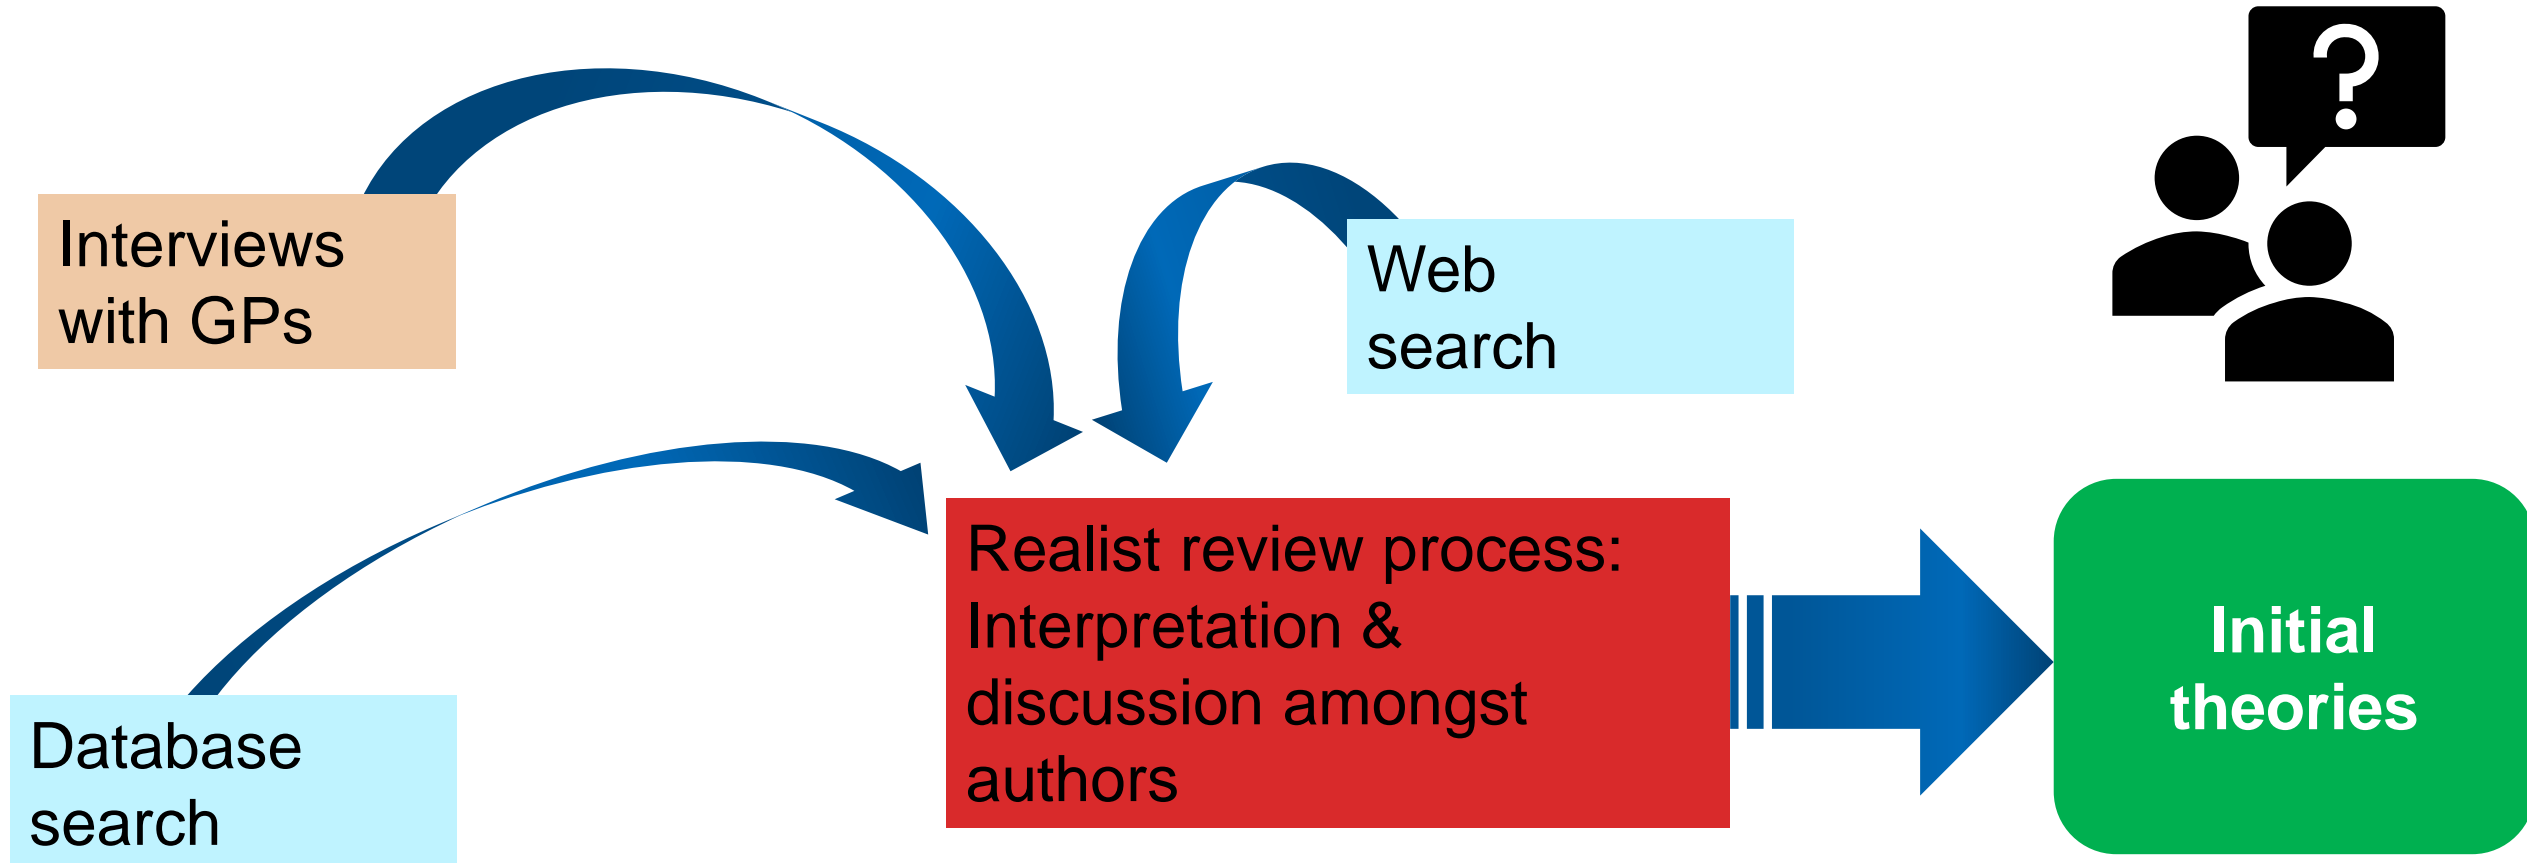 ?
Interviews
with GPs
Web
search
Database
search
Realist review process:
Interpretation &
discussion amongst
authors
Initial
theories